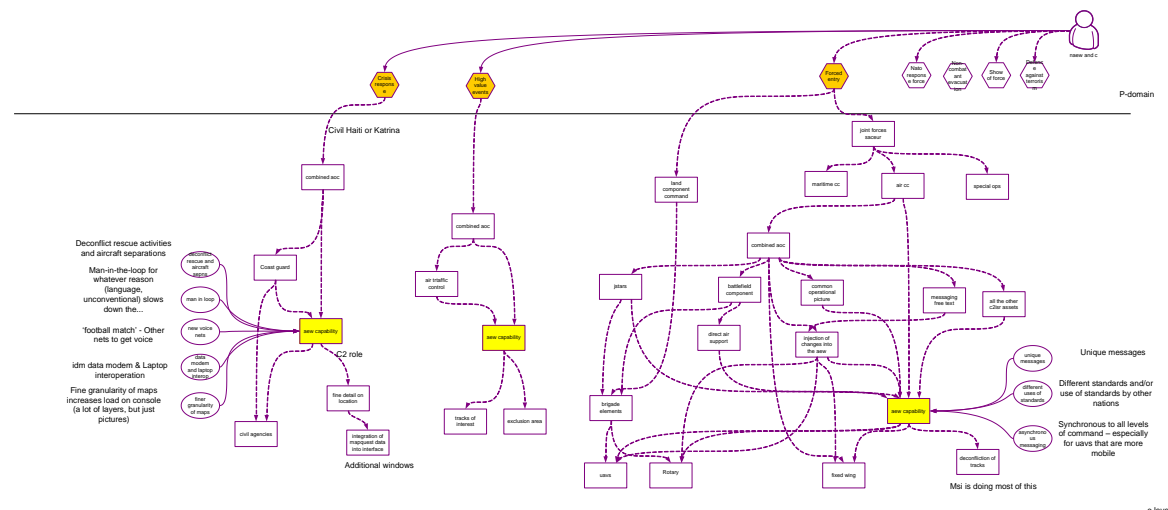 naew and c
Crisis
respons
e
High
value
events
Forced
entry
Nato
respons
e force
Non
combat
ant
evacuat
ion
Show
of force
Defenc
e
against
terroris
m
P-domain
Civil Haiti or Katrina
joint forces
saceur
combined aoc
land
component
command
maritime cc
air cc
special ops
combined aoc
combined aoc
Deconflict rescue activities
and aircraft separations
deconflict
rescue and
aircraft
sepns
Coast guard
air traffic
control
jstars
battlefield
component
common
operational
picture
messaging
free text
all the other
c2isr assets
Man-in-the-loop for
whatever reason
(language,
unconventional) slows
down the...
man in loop
'football match' - Other
nets to get voice
new voice
nets
aew capability
aew capability
direct air
support
injection of
changes into
the aew
C2 role
unique
messages
Unique messages
idm data modem & Laptop
interoperation
data
modem
and laptop
interop
Fine granularity of maps
increases load on console
(a lot of layers, but just
pictures)
finer
granularity
of maps
fine detail on
location
different
uses of
standards
Different standards and/or
use of standards by other
nations
brigade
elements
aew capability
tracks of
interest
exclusion area
civil agencies
integration of
mapquest data
into interface
asynchrono
us
messaging
Synchronous to all levels
of command – especially
for uavs that are more
mobile
Additional windows
uavs
Rotary
fixed wing
deconfliction of
tracks
Msi is doing most of this